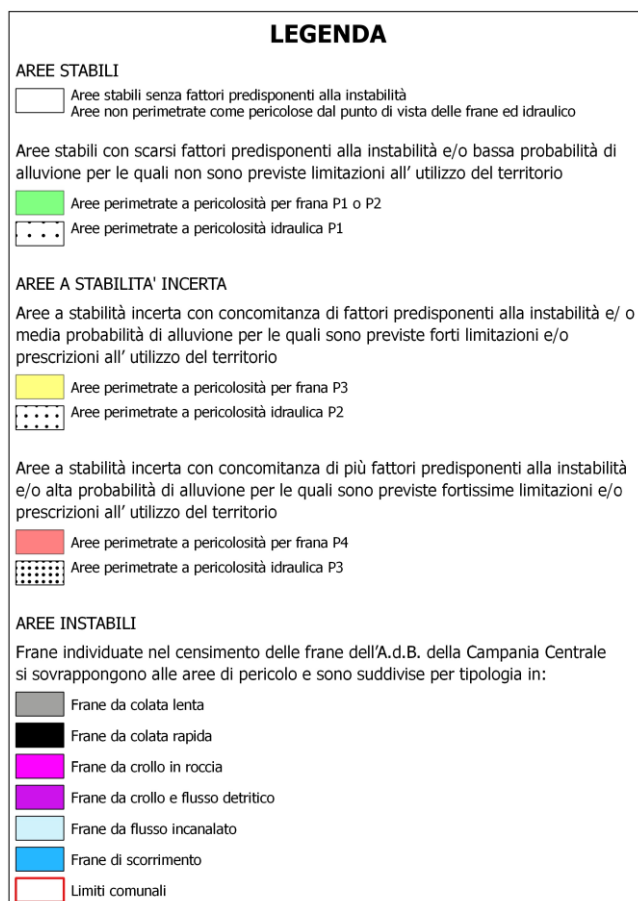 LEGENDA
AREE STABILI
Aree stabili senza fattori predisponenti alla instabilità
Aree non perimetrate come pericolose dal punto di vista delle frane ed idraulico
Aree stabili con scarsi fattori predisponenti alla instabilità e/o bassa probabilità di
alluvione per le quali non sono previste limitazioni all' utilizzo del territorio
Aree perimetrate a pericolosità per frana P1 o P2
Aree perimetrate a pericolosità idraulica P1
AREE A STABILITA' INCERTA
Aree a stabilità incerta con concomitanza di fattori predisponenti alla instabilità e/ o
media probabilità di alluvione per le quali sono previste forti limitazioni e/o
prescrizioni all' utilizzo del territorio
Aree perimetrate a pericolosità per frana P3
Aree perimetrate a pericolosità idraulica P2
Aree a stabilità incerta con concomitanza di più fattori predisponenti alla instabilità
e/o alta probabilità di alluvione per le quali sono previste fortissime limitazioni e/o
prescrizioni all' utilizzo del territorio
Aree perimetrate a pericolosità per frana P4
Aree perimetrate a pericolosità idraulica P3
AREE INSTABILI
Frane individuate nel censimento delle frane dell'A.d.B. della Campania Centrale
si sovrappongono alle aree di pericolo e sono suddivise per tipologia in:
Frane da colata lenta
Frane da colata rapida
Frane da crollo in roccia
Frane da crollo e flusso detritico
Frane da flusso incanalato
Frane di scorrimento
Limiti comunali